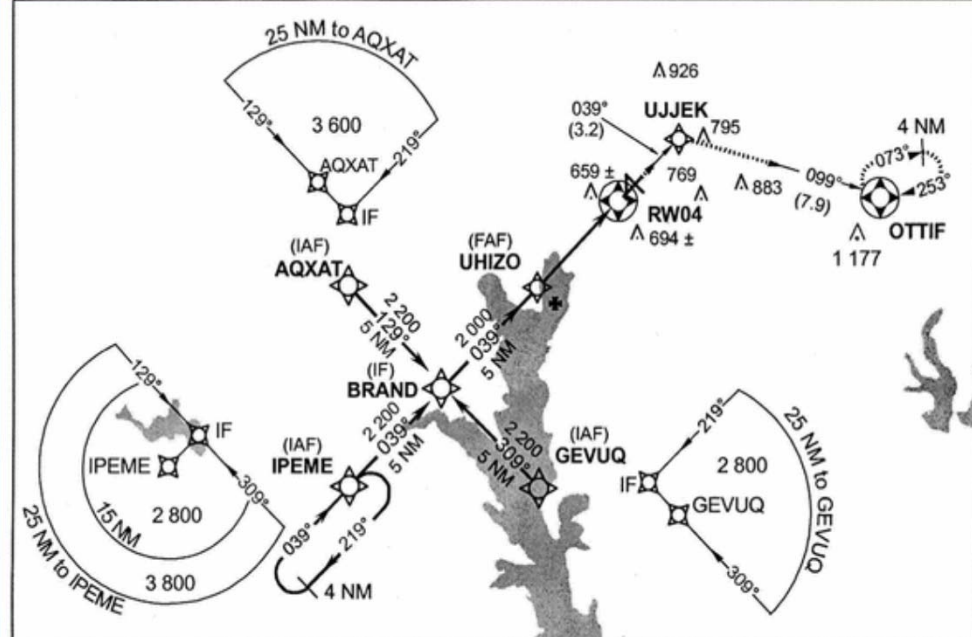 25 NM to AQXAT
129°
3 600
219°
AQXAT
IF
926
UJJEK
039°
(3.2)
795
4 NM
073°
253°
659 ±
769
883
099°
(7.9)
RW04
694 ±
OTTIF
1 177
(IAF)
AQXAT
2 200
129°
5 NM
(FAF)
UHIZO
2 000
039°
5 NM
(IF)
BRAND
2 200
039°
5 NM
2 200
309°
5 NM
(IAF)
GEVUQ
(IAF)
IPEME
039°
219°
4 NM
129°
IF
IPEME
309°
2 800
15 NM
3 800
25 NM to IPEME
219°
2 800
IF
GEVUQ
309°
25 NM to GEVUQ